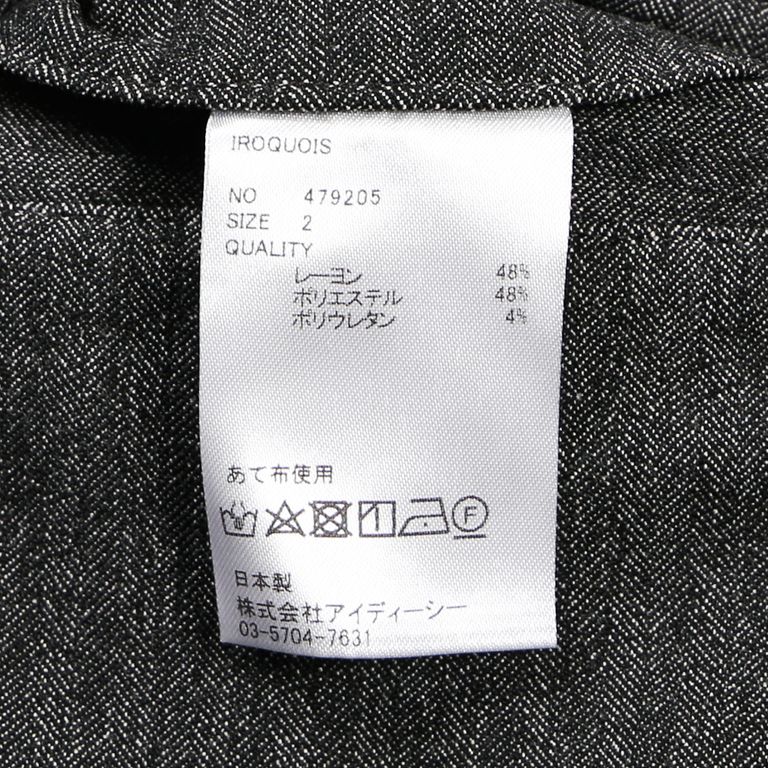 IROQUOIS
NO 479205
SIZE 2
QUALITY
レーヨン 48%
ポリエステル 48%
ポリウレタン 4%
あて布使用
F
日本製
株式会社アイディーシー
03-5704-7631